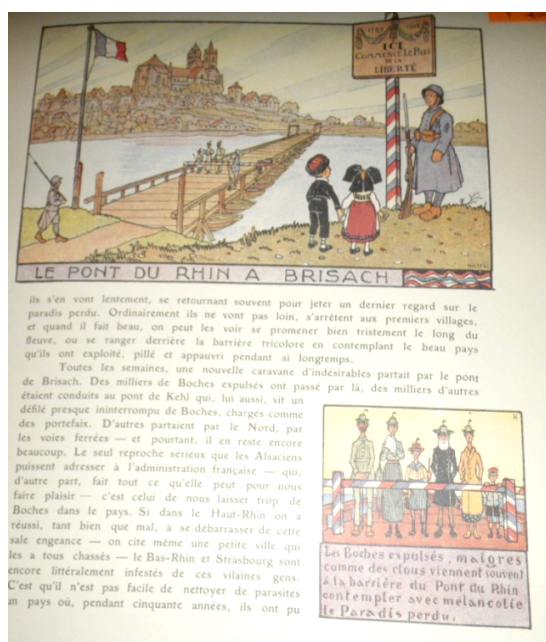 1789 1918
ICI
COMMENCE LE PAYS
DE LA
LIBERTÉ
LE PONT DU RHIN A BRISACH
ils s'en vont lentement, se retournant souvent pour jeter un dernier regard sur le
paradis perdu. Ordinairement ils ne vont pas loin, s'arrêtent aux premiers villages,
et quand il fait beau, on peut les voir se promener bien tristement le long du
fleuve, ou se ranger derrière la barrière tricolore en contemplant le beau pays
qu'ils ont exploité, pillé et appauvri pendant si longtemps.
Toutes les semaines, une nouvelle caravane d'indésirables partait par le pont
de Brisach. Des milliers de Boches expulsés ont passé par là, des milliers d'autres
étaient conduits au pont de Kehl qui, lui aussi, vit un
défilé presque ininterrompu de Boches, chargés comme
des portefaix. D'autres partaient par le Nord, par
les voies ferrées — et pourtant, il en reste encore
beaucoup. Le seul reproche sérieux que les Alsaciens
puissent adresser à l'administration française — qui,
d'autre part, fait tout ce qu'elle peut pour nous
faire plaisir — c'est celui de nous laisser trop de
Boches dans le pays. Si dans le Haut-Rhin on a
réussi, tant bien que mal, à se débarrasser de cette
sale engeance — on cite même une petite ville qui
les a tous chassés — le Bas-Rhin et Strasbourg sont
encore littéralement infestés de ces vilaines gens.
C'est qu'il n'est pas facile de nettoyer de parasites
un pays où, pendant cinquante années, ils ont pu
Les Boches expulsés, maigres
comme des clous viennent souvent
à la barrière du Pont du Rhin
contempler avec mélancolie
le Paradis perdu.